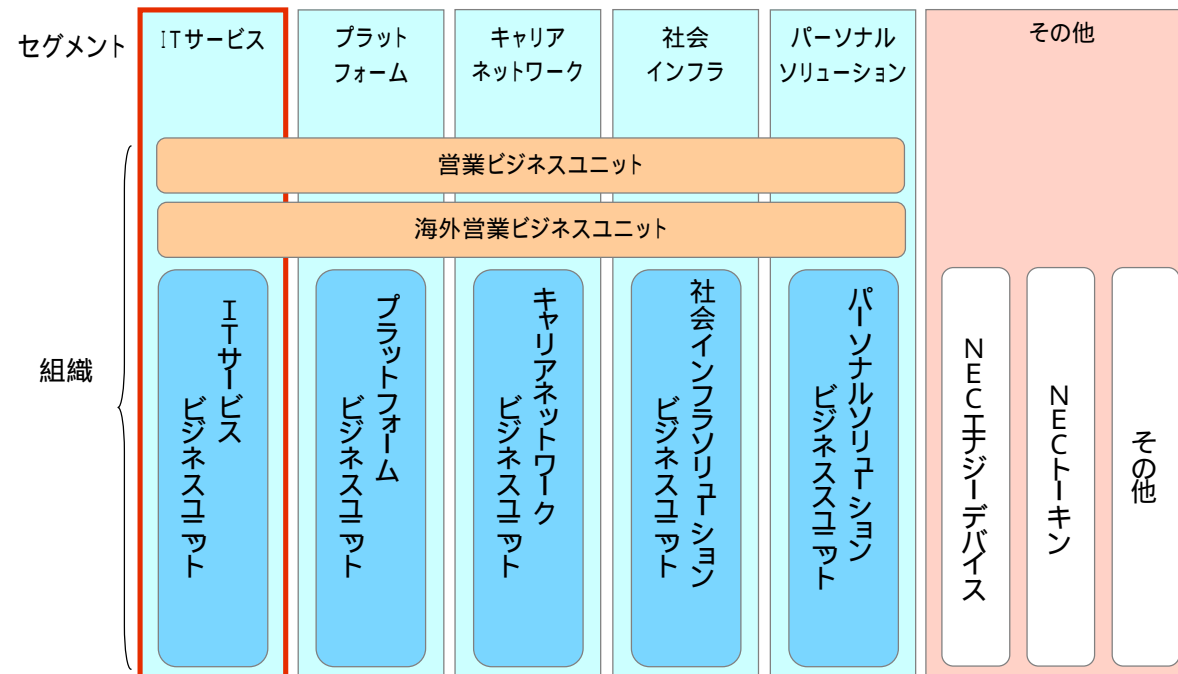 セグメント
ITサービス
プラット
フォーム
キャリア
ネットワーク
社会
インフラ
パーソナル
ソリューション
その他
組織
営業ビジネスユニット
海外営業ビジネスユニット
ITサービス
ビジネスユニット
プラットフォーム
ビジネスユニット
キャリアネットワーク
ビジネスユニット
社会インフラソリューション
ビジネスユニット
パーソナルソリューション
ビジネススユニット
NECエナジーデバイス
NECトーキン
その他